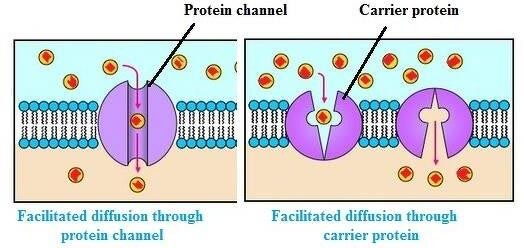 Protein channel
Carrier protein
Facilitated diffusion through
protein channel
Facilitated diffusion through
carrier protein